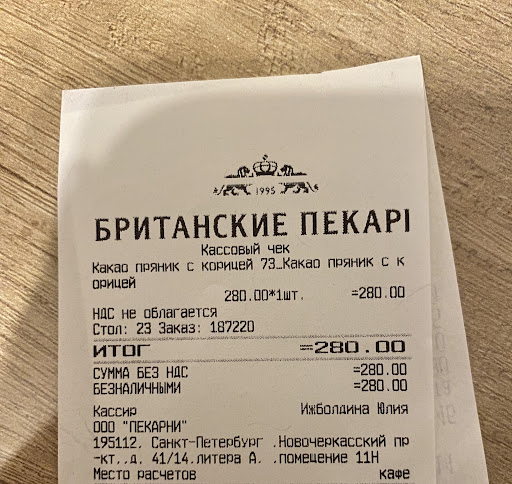 1995
БРИТАНСКИЕ ПЕКАРІ
Кассовый чек
Какао пряник с корицей 73_Какао пряник с к
орицей
280.00*1шт. =280.00
НДС не облагается
Стол: 23 Заказ: 187220
ИТОГ =280.00
СУММА БЕЗ НДС =280.00
БЕЗНАЛИЧНЫМИ =280.00
Кассир Ижболдина Юлия
ООО "ПЕКАРНИ"
195112, Санкт-Петербург ,Новочеркасский пр
-кт,,д. 41/14,литера А, ,помещение 11Н
Место расчетов кафе